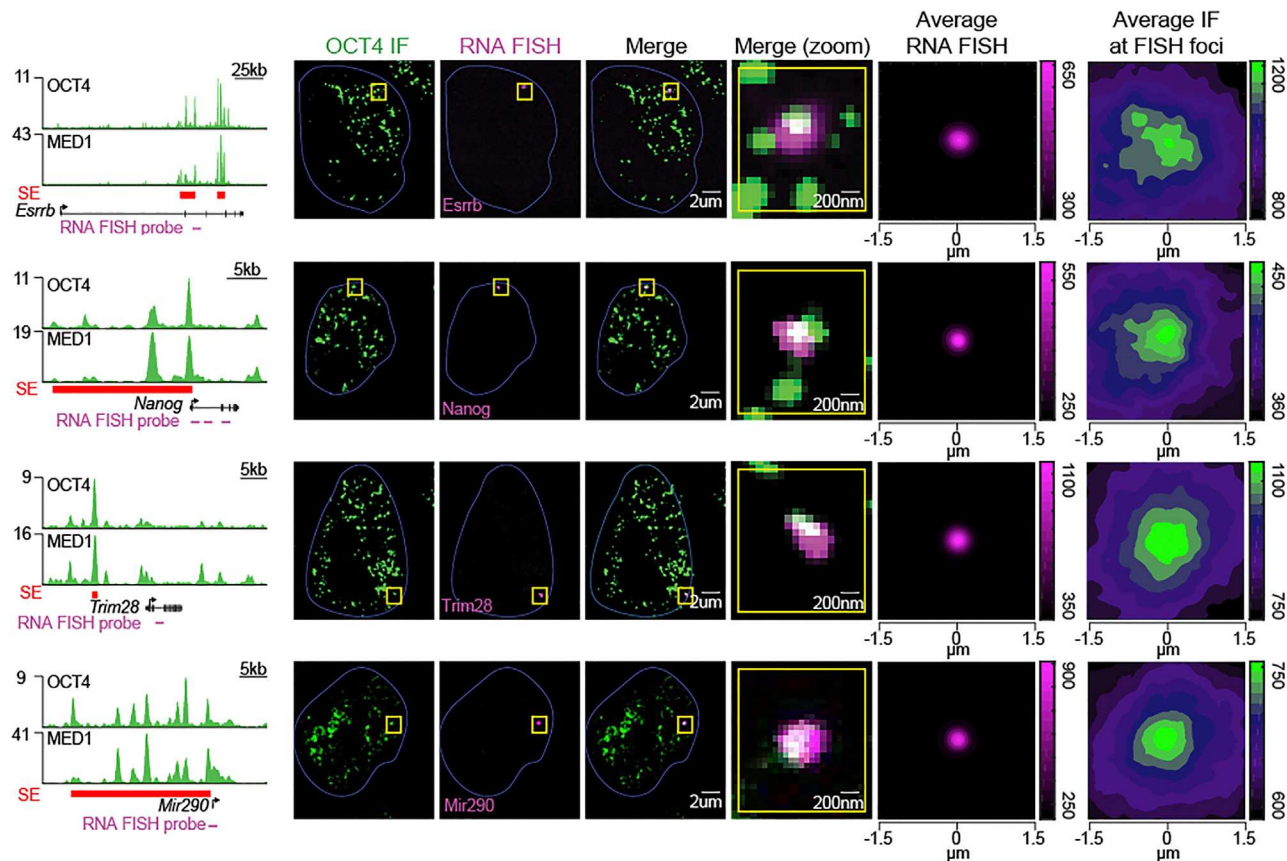 Average Average IF
OCT4 IF RNA FISH Merge Merge (zoom) RNA FISH at FISH foci
11 OCT4 25kb
43 MED1
SE
Esrrb
RNA FISH probe
Esrrb
2um
2um
200nm
650
300
1200
800
-1.5 0 1.5
µm
-1.5 0 1.5
µm
11 OCT4 5kb
19 MED1
SE
Nanog
RNA FISH probe
Nanog
2um
200nm
550
250
450
360
-1.5 0 1.5
µm
-1.5 0 1.5
µm
9 OCT4 5kb
16 MED1
SE
Trim28
RNA FISH probe
Trim28
2um
200nm
1100
350
1100
750
-1.5 0 1.5
µm
-1.5 0 1.5
µm
9 OCT4 5kb
41 MED1
SE
Mir290
RNA FISH probe
Mir290
2um
200nm
900
250
750
600
-1.5 0 1.5
µm
-1.5 0 1.5
µm